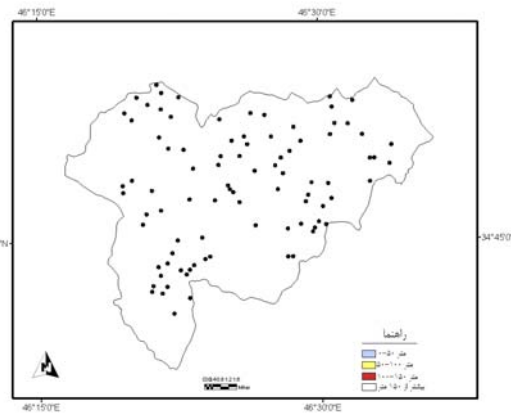 46°15'0"E 46°30'0"E
34°45'0"N
راهنما
۰-۵۰ متر
۵۰-۱۰۰ متر
۱۰۰-۱۵۰ متر
بیشتر از ۱۵۰ متر
46°15'0"E 46°30'0"E